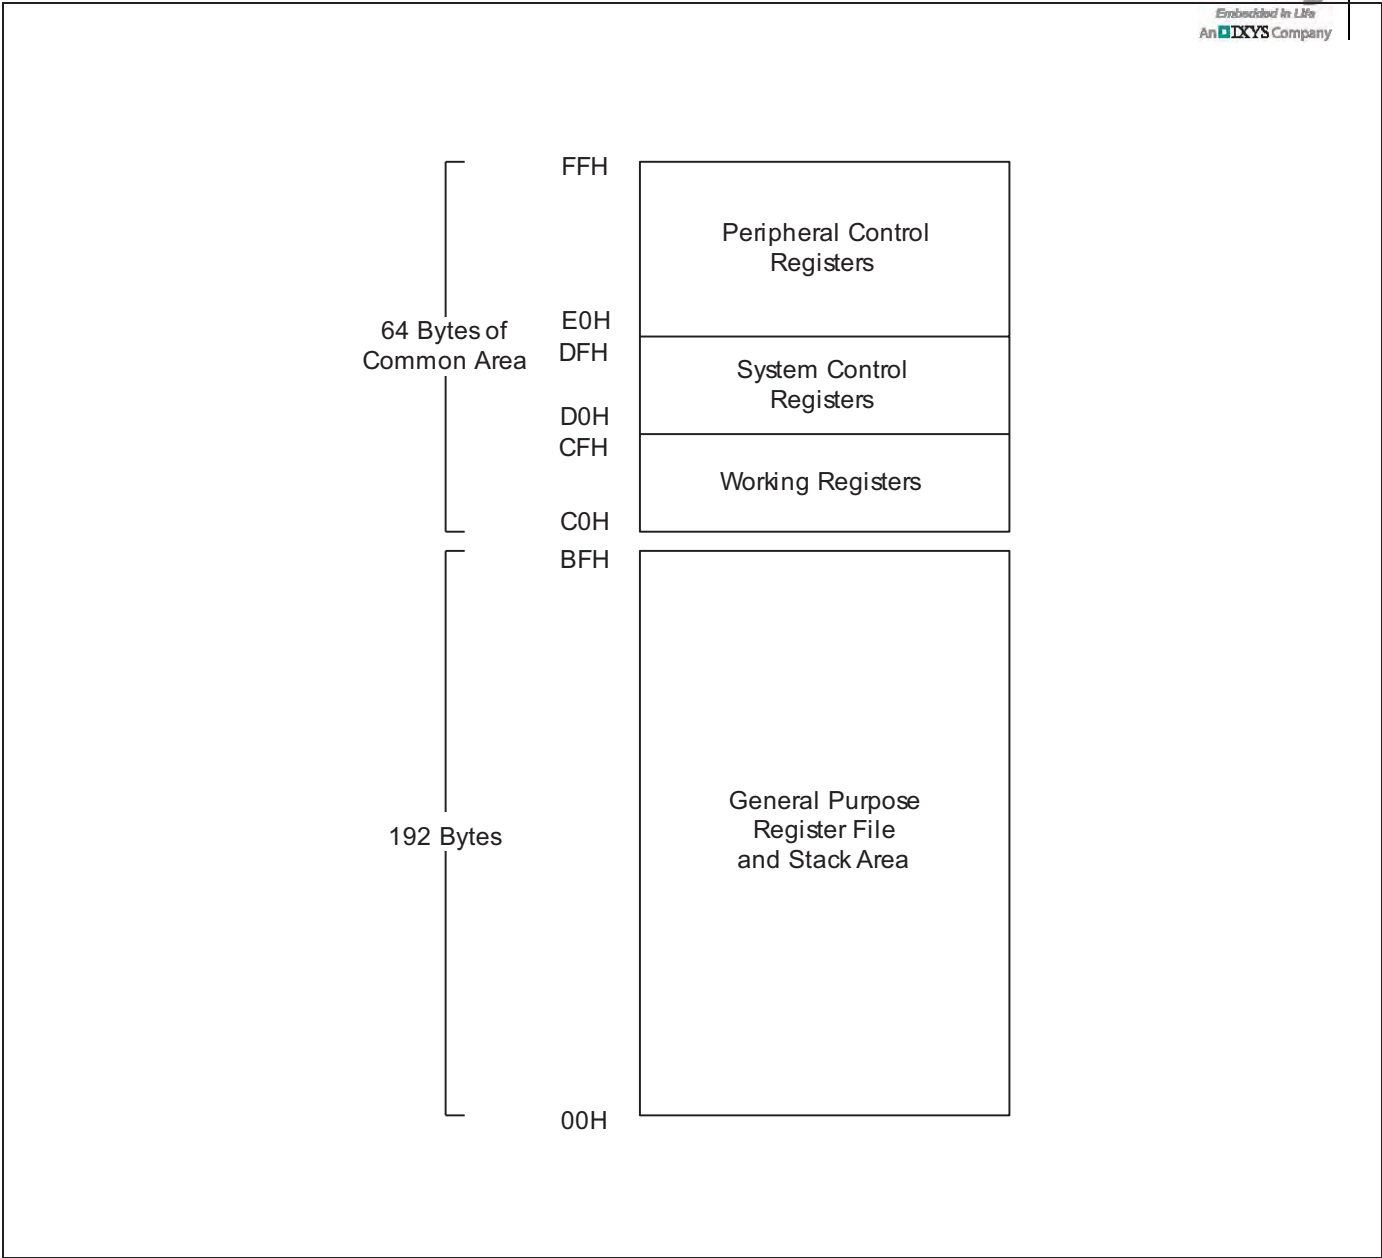 Embedded in Life
An IXYS Company
FFH
Peripheral Control
Registers
E0H
64 Bytes of
Common Area
DFH
System Control
Registers
D0H
CFH
Working Registers
C0H
BFH
General Purpose
Register File
and Stack Area
192 Bytes
00H